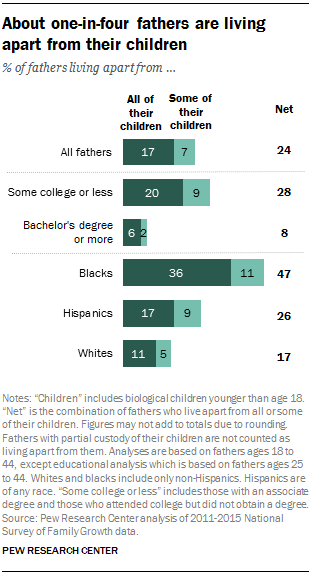 About one-in-four fathers are living
apart from their children
% of fathers living apart from ...
All of their children Some of their children Net
All fathers 17 7 24
Some college or less 20 9 28
Bachelor's degree or more 6 2 8
Blacks 36 11 47
Hispanics 17 9 26
Whites 11 5 17
Notes: “Children” includes biological children younger than age 18.
“Net” is the combination of fathers who live apart from all or some
of their children. Figures may not add to totals due to rounding.
Fathers with partial custody of their children are not counted as
living apart from them. Analyses are based on fathers ages 18 to
44, except educational analysis which is based on fathers ages 25
to 44. Whites and blacks include only non-Hispanics. Hispanics are
of any race. “Some college or less” includes those with an associate
degree and those who attended college but did not obtain a degree.
Source: Pew Research Center analysis of 2011-2015 National
Survey of Family Growth data.
PEW RESEARCH CENTER